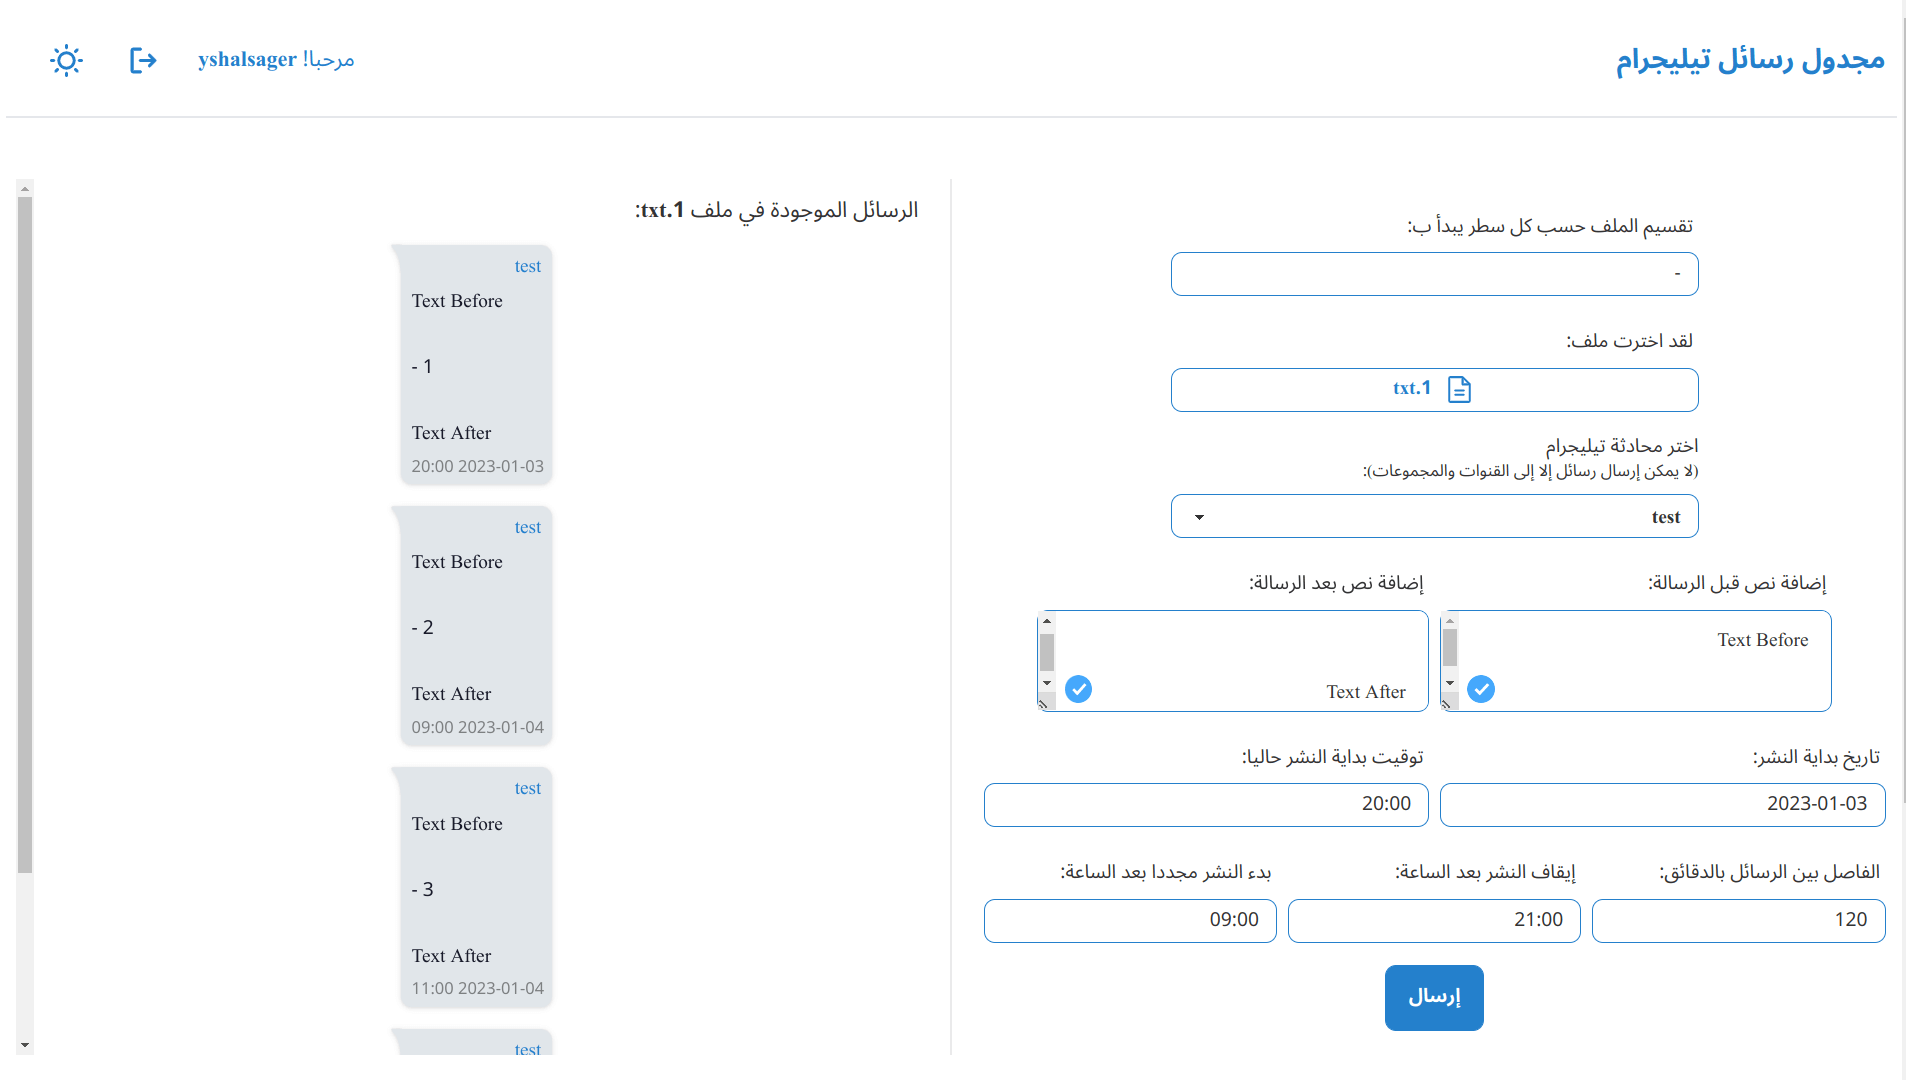 مجدول رسائل تيليجرام
مرحبا! yshalsager
تقسيم الملف حسب كل سطر يبدأ ب:
-
لقد اخترت ملف:
1.txt
اختر محادثة تيليجرام
(لا يمكن إرسال رسائل إلا إلى القنوات والمجموعات):
test
إضافة نص قبل الرسالة:
Text Before
إضافة نص بعد الرسالة:
Text After
تاريخ بداية النشر:
2023-01-03
توقيت بداية النشر حاليا:
20:00
الفاصل بين الرسائل بالدقائق:
120
إيقاف النشر بعد الساعة:
21:00
بدء النشر مجددا بعد الساعة:
09:00
إرسال
الرسائل الموجودة في ملف 1.txt:
test
Text Before
- 1
Text After
20:00 2023-01-03
test
Text Before
- 2
Text After
09:00 2023-01-04
test
Text Before
- 3
Text After
11:00 2023-01-04
test